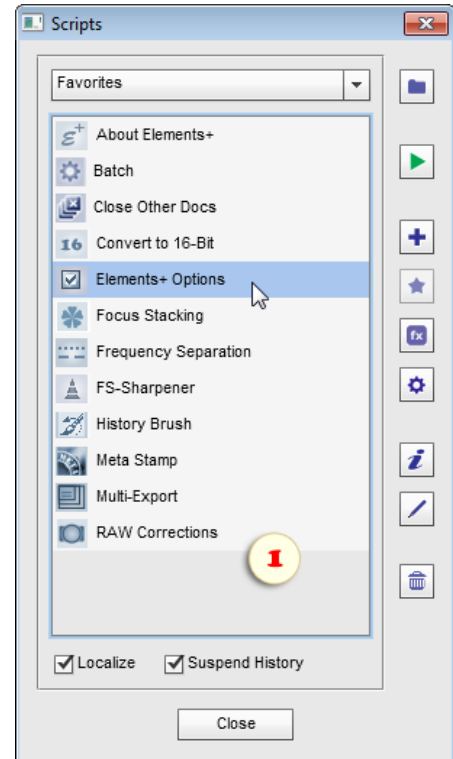 Scripts
Favorites
ε+ About Elements+
Batch
Close Other Docs
16 Convert to 16-Bit
Elements+ Options
Focus Stacking
Frequency Separation
FS-Sharpener
History Brush
Meta Stamp
Multi-Export
RAW Corrections
1
fx
i
Localize Suspend History
Close